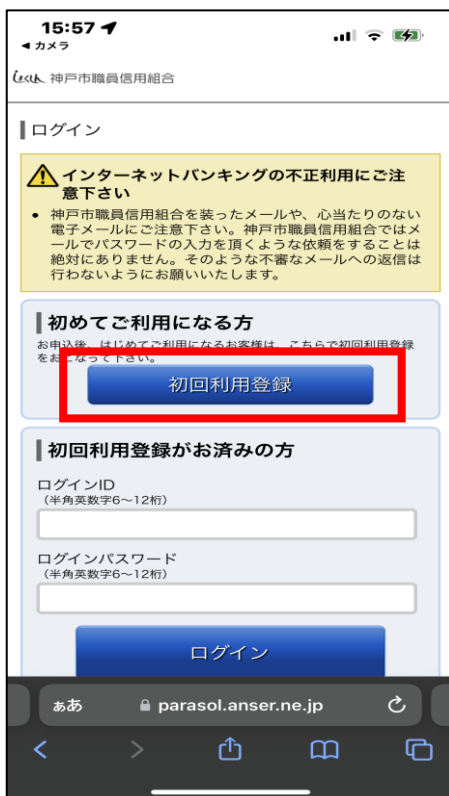 15:57
◀ カメラ
神戸市職員信用組合
ログイン
インターネットバンキングの不正利用にご注
意下さい
• 神戸市職員信用組合を装ったメールや、心当たりのない
電子メールにご注意下さい。神戸市職員信用組合ではメ
ールでパスワードの入力を頂くような依頼をすることは
絶対にありません。そのような不審なメールへの返信は
行わないようにお願いいたします。
初めてご利用になる方
お申込後、はじめてご利用になるお客様は、こちらで初回利用登録
をおこなって下さい。
初回利用登録
初回利用登録がお済みの方
ログインID
(半角英数字6～12桁)
ログインパスワード
(半角英数字6～12桁)
ログイン
ぁあ parasol.anser.ne.jp